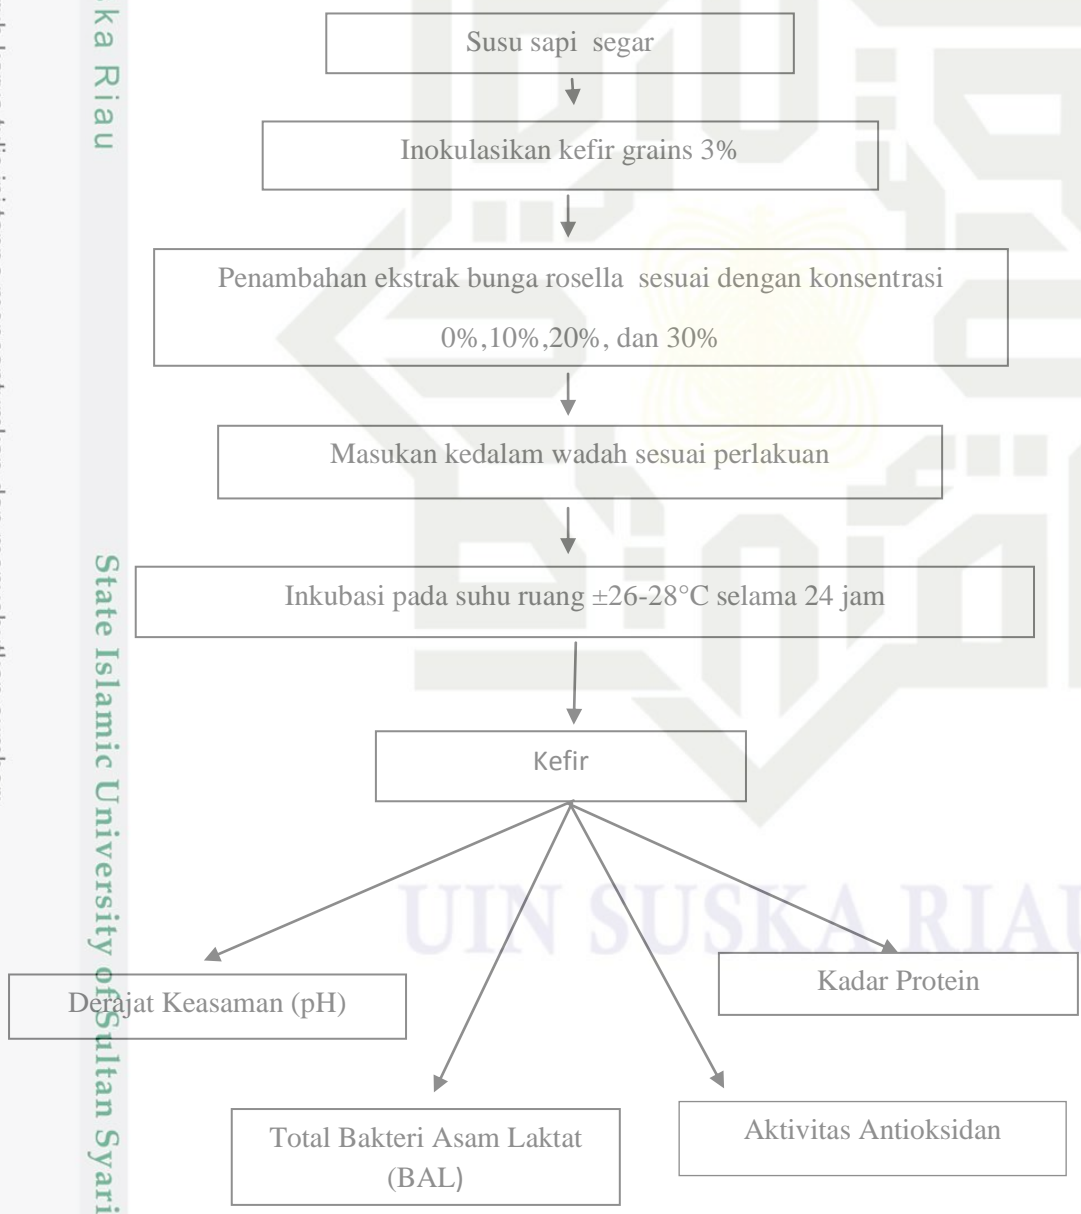 Susu sapi segar
Inokulasikan kefir grains 3%
Penambahan ekstrak bunga rosella sesuai dengan konsentrasi
0%,10%,20%, dan 30%
Masukan kedalam wadah sesuai perlakuan
Inkubasi pada suhu ruang ±26-28°C selama 24 jam
Kefir
Derajat Keasaman (pH)
Kadar Protein
Total Bakteri Asam Laktat
(BAL)
Aktivitas Antioksidan
UIN SUSKA RIAU
ka Riau
State Islamic University of Sultan Syari